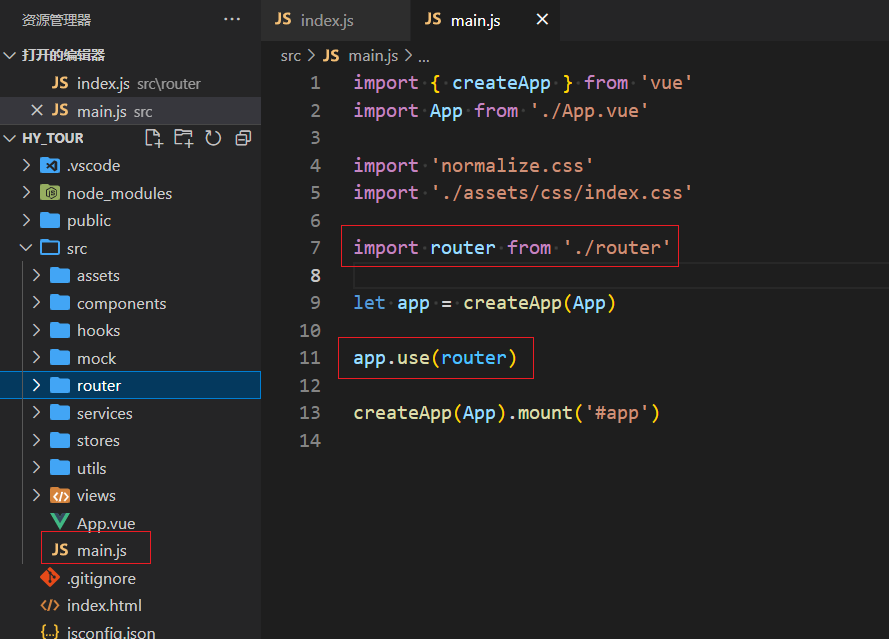 资源管理器
...
打开的编辑器
JS index.js src\router
JS main.js src
HY_TOUR
.vscode
node_modules
public
src
assets
components
hooks
mock
router
services
stores
utils
views
App.vue
JS main.js
.gitignore
index.html
{..} jsconfig.json
JS index.js
JS main.js
src > JS main.js > ...
1 import { createApp } from 'vue'
2 import App from './App.vue'
3
4 import 'normalize.css'
5 import './assets/css/index.css'
6
7 import router from './router'
8
9 let app = createApp(App)
10
11 app.use(router)
12
13 createApp(App).mount('#app')
14